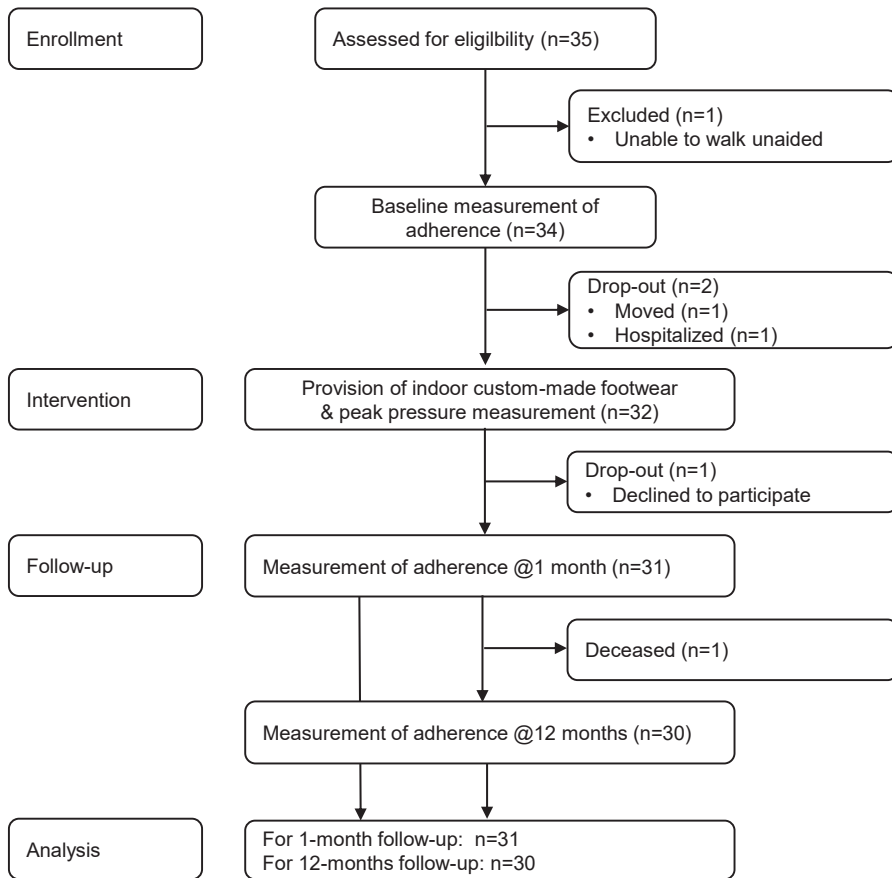 Enrollment
Assessed for eligilbility (n=35)
Excluded (n=1)
• Unable to walk unaided
Baseline measurement of
adherence (n=34)
Drop-out (n=2)
• Moved (n=1)
• Hospitalized (n=1)
Intervention
Provision of indoor custom-made footwear
& peak pressure measurement (n=32)
Drop-out (n=1)
• Declined to participate
Follow-up
Measurement of adherence @1 month (n=31)
Deceased (n=1)
Measurement of adherence @12 months (n=30)
Analysis
For 1-month follow-up: n=31
For 12-months follow-up: n=30